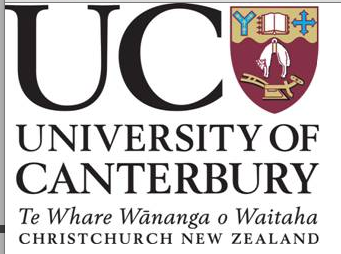 UC
UNIVERSITY OF
CANTERBURY
Te Whare Wānanga o Waitaha
CHRISTCHURCH NEW ZEALAND